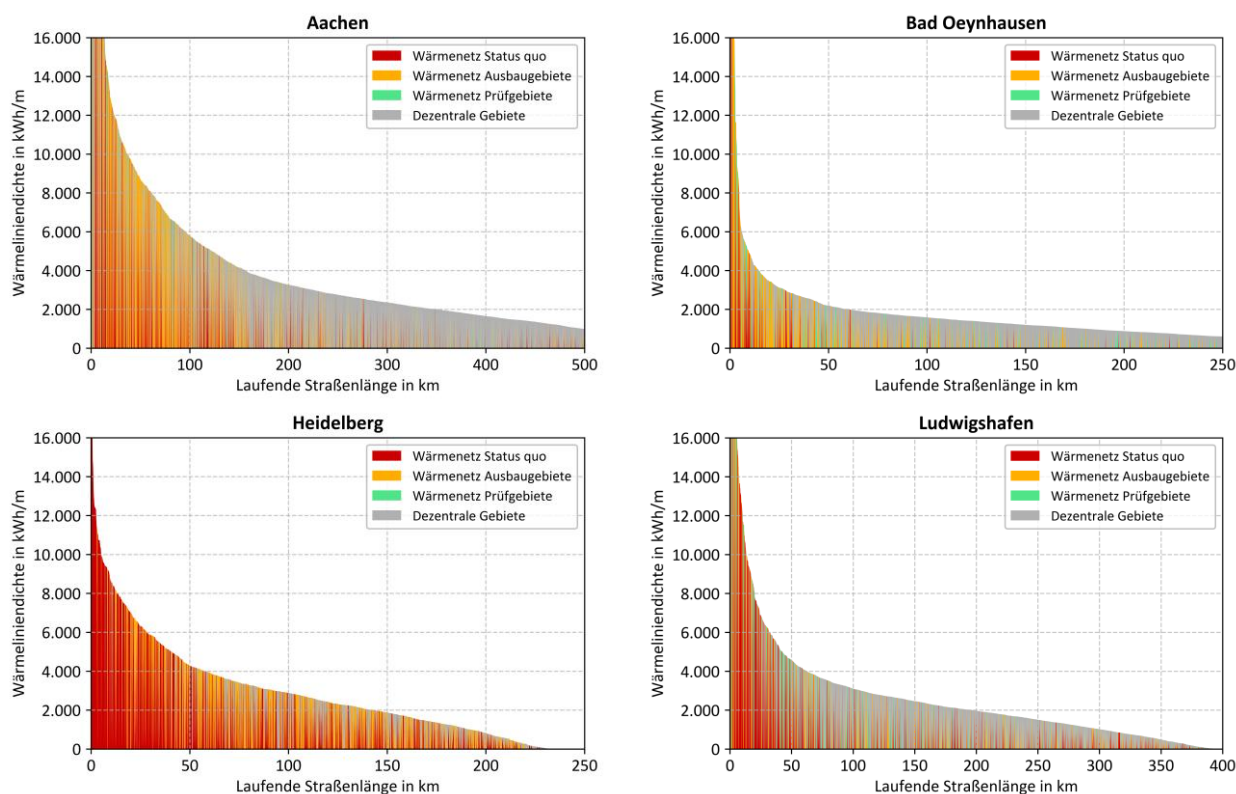 Aachen
Wärmeliniendichte in kWh/m
16.000
14.000
12.000
10.000
8.000
6.000
4.000
2.000
0
Wärmenetz Status quo
Wärmenetz Ausbaugebiete
Wärmenetz Prüfgebiete
Dezentrale Gebiete
0 100 200 300 400 500
Laufende Straßenlänge in km
Bad Oeynhausen
Wärmeliniendichte in kWh/m
16.000
14.000
12.000
10.000
8.000
6.000
4.000
2.000
0
Wärmenetz Status quo
Wärmenetz Ausbaugebiete
Wärmenetz Prüfgebiete
Dezentrale Gebiete
0 50 100 150 200 250
Laufende Straßenlänge in km
Heidelberg
Wärmeliniendichte in kWh/m
16.000
14.000
12.000
10.000
8.000
6.000
4.000
2.000
0
Wärmenetz Status quo
Wärmenetz Ausbaugebiete
Wärmenetz Prüfgebiete
Dezentrale Gebiete
0 50 100 150 200 250
Laufende Straßenlänge in km
Ludwigshafen
Wärmeliniendichte in kWh/m
16.000
14.000
12.000
10.000
8.000
6.000
4.000
2.000
0
Wärmenetz Status quo
Wärmenetz Ausbaugebiete
Wärmenetz Prüfgebiete
Dezentrale Gebiete
0 50 100 150 200 250 300 350 400
Laufende Straßenlänge in km